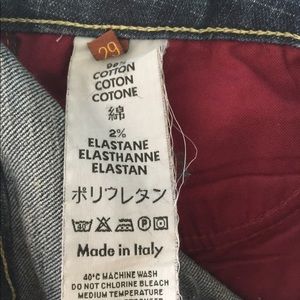 29
98%
COTTON
COTON
COTONE
綿
2%
ELASTANE
ELASTHANNE
ELASTAN
ポリウレタン
Made in Italy
40°C MACHINE WASH
DO NOT CHLORINE BLEACH
MEDIUM TEMPERATURE